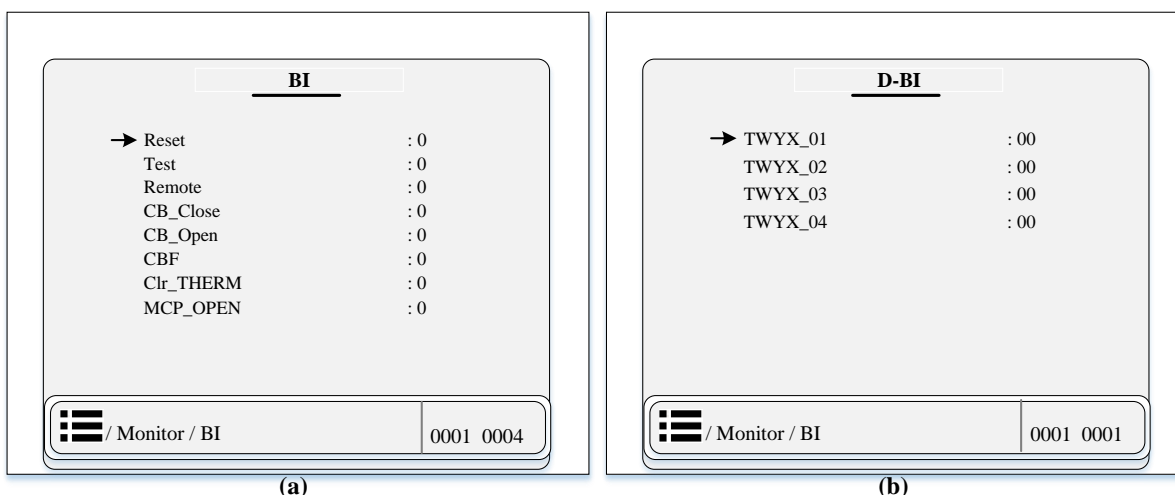 BI
Reset : 0
Test : 0
Remote : 0
CB_Close : 0
CB_Open : 0
CBF : 0
Clr_THERM : 0
MCP_OPEN : 0
/ Monitor / BI 0001 0004
(a)
D-BI
TWYX_01 : 00
TWYX_02 : 00
TWYX_03 : 00
TWYX_04 : 00
/ Monitor / BI 0001 0001
(b)